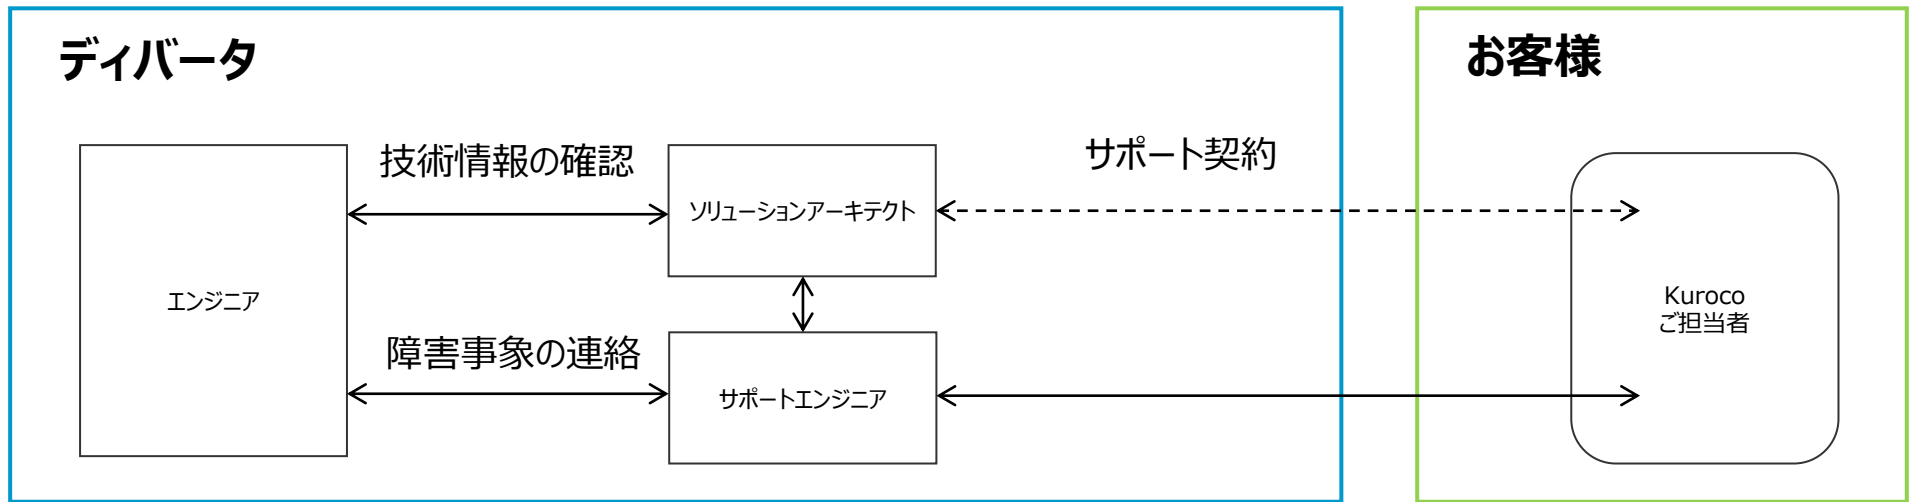 ディバータ
お客様
技術情報の確認
サポート契約
ソリューションアーキテクト
エンジニア
Kuroco
ご担当者
障害事象の連絡
サポートエンジニア